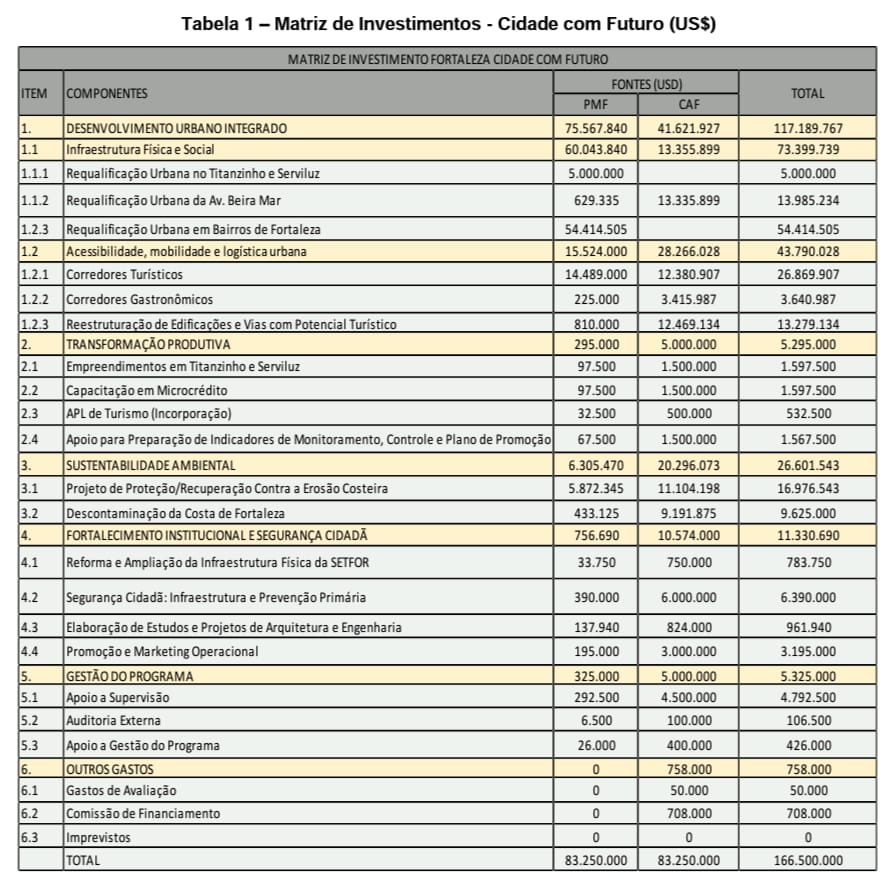 Tabela 1 – Matriz de Investimentos - Cidade com Futuro (US$)
MATRIZ DE INVESTIMENTO FORTALEZA CIDADE COM FUTURO
ITEM COMPONENTES FONTES (USD) TOTAL
PMF CAF
1. DESENVOLVIMENTO URBANO INTEGRADO 75.567.840 41.621.927 117.189.767
1.1 Infraestrutura Física e Social 60.043.840 13.355.899 73.399.739
1.1.1 Requalificação Urbana no Titanzinho e Serviluz 5.000.000 5.000.000
1.1.2 Requalificação Urbana da Av. Beira Mar 629.335 13.335.899 13.985.234
1.2.3 Requalificação Urbana em Bairros de Fortaleza 54.414.505 54.414.505
1.2 Acessibilidade, mobilidade e logística urbana 15.524.000 28.266.028 43.790.028
1.2.1 Corredores Turísticos 14.489.000 12.380.907 26.869.907
1.2.2 Corredores Gastronômicos 225.000 3.415.987 3.640.987
1.2.3 Reestruturação de Edificações e Vias com Potencial Turístico 810.000 12.469.134 13.279.134
2. TRANSFORMAÇÃO PRODUTIVA 295.000 5.000.000 5.295.000
2.1 Empreendimentos em Titanzinho e Serviluz 97.500 1.500.000 1.597.500
2.2 Capacitação em Microcrédito 97.500 1.500.000 1.597.500
2.3 APL de Turismo (Incorporação) 32.500 500.000 532.500
2.4 Apoio para Preparação de Indicadores de Monitoramento, Controle e Plano de Promoção 67.500 1.500.000 1.567.500
3. SUSTENTABILIDADE AMBIENTAL 6.305.470 20.296.073 26.601.543
3.1 Projeto de Proteção/Recuperação Contra a Erosão Costeira 5.872.345 11.104.198 16.976.543
3.2 Descontaminação da Costa de Fortaleza 433.125 9.191.875 9.625.000
4. FORTALECIMENTO INSTITUCIONAL E SEGURANÇA CIDADÃ 756.690 10.574.000 11.330.690
4.1 Reforma e Ampliação da Infraestrutura Física da SETFOR 33.750 750.000 783.750
4.2 Segurança Cidadã: Infraestrutura e Prevenção Primária 390.000 6.000.000 6.390.000
4.3 Elaboração de Estudos e Projetos de Arquitetura e Engenharia 137.940 824.000 961.940
4.4 Promoção e Marketing Operacional 195.000 3.000.000 3.195.000
5. GESTÃO DO PROGRAMA 325.000 5.000.000 5.325.000
5.1 Apoio a Supervisão 292.500 4.500.000 4.792.500
5.2 Auditoria Externa 6.500 100.000 106.500
5.3 Apoio a Gestão do Programa 26.000 400.000 426.000
6. OUTROS GASTOS 0 758.000 758.000
6.1 Gastos de Avaliação 0 50.000 50.000
6.2 Comissão de Financiamento 0 708.000 708.000
6.3 Imprevistos 0 0 0
TOTAL 83.250.000 83.250.000 166.500.000